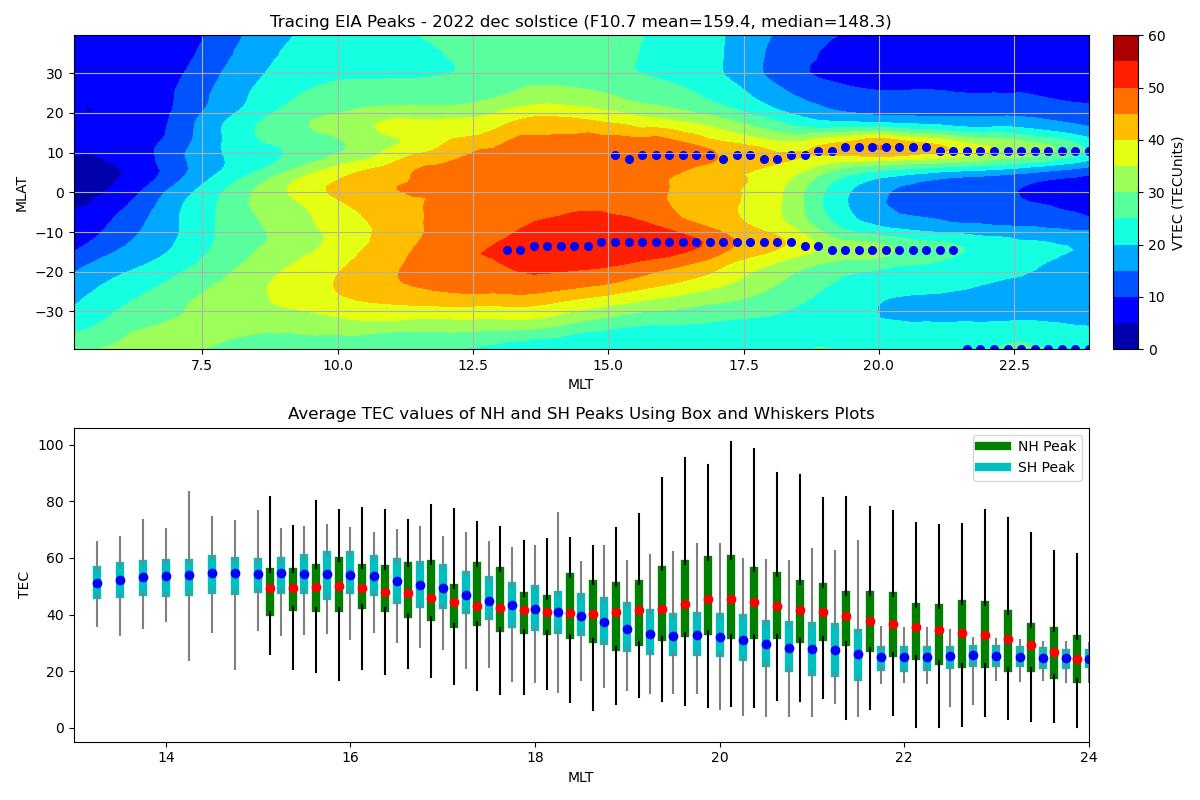 Tracing EIA Peaks - 2022 dec solstice (F10.7 mean=159.4, median=148.3)
30
20
10
0
−10
−20
−30
MLAT
7.5 10.0 12.5 15.0 17.5 20.0 22.5
MLT
60
50
40
30
20
10
0
VTEC (TECUnits)
Average TEC values of NH and SH Peaks Using Box and Whiskers Plots
NH Peak
SH Peak
100
80
60
40
20
0
TEC
14 16 18 20 22 24
MLT